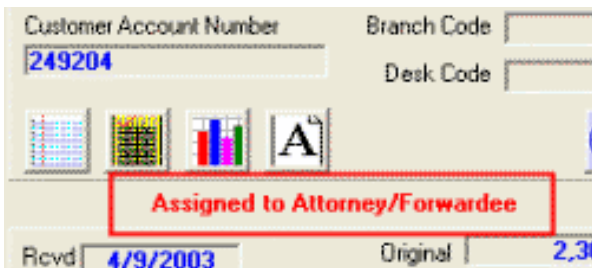 Customer Account Number Branch Code
249204
Desk Code
A
Assigned to Attorney/Forwardee
Rcvd 4/9/2003 Original